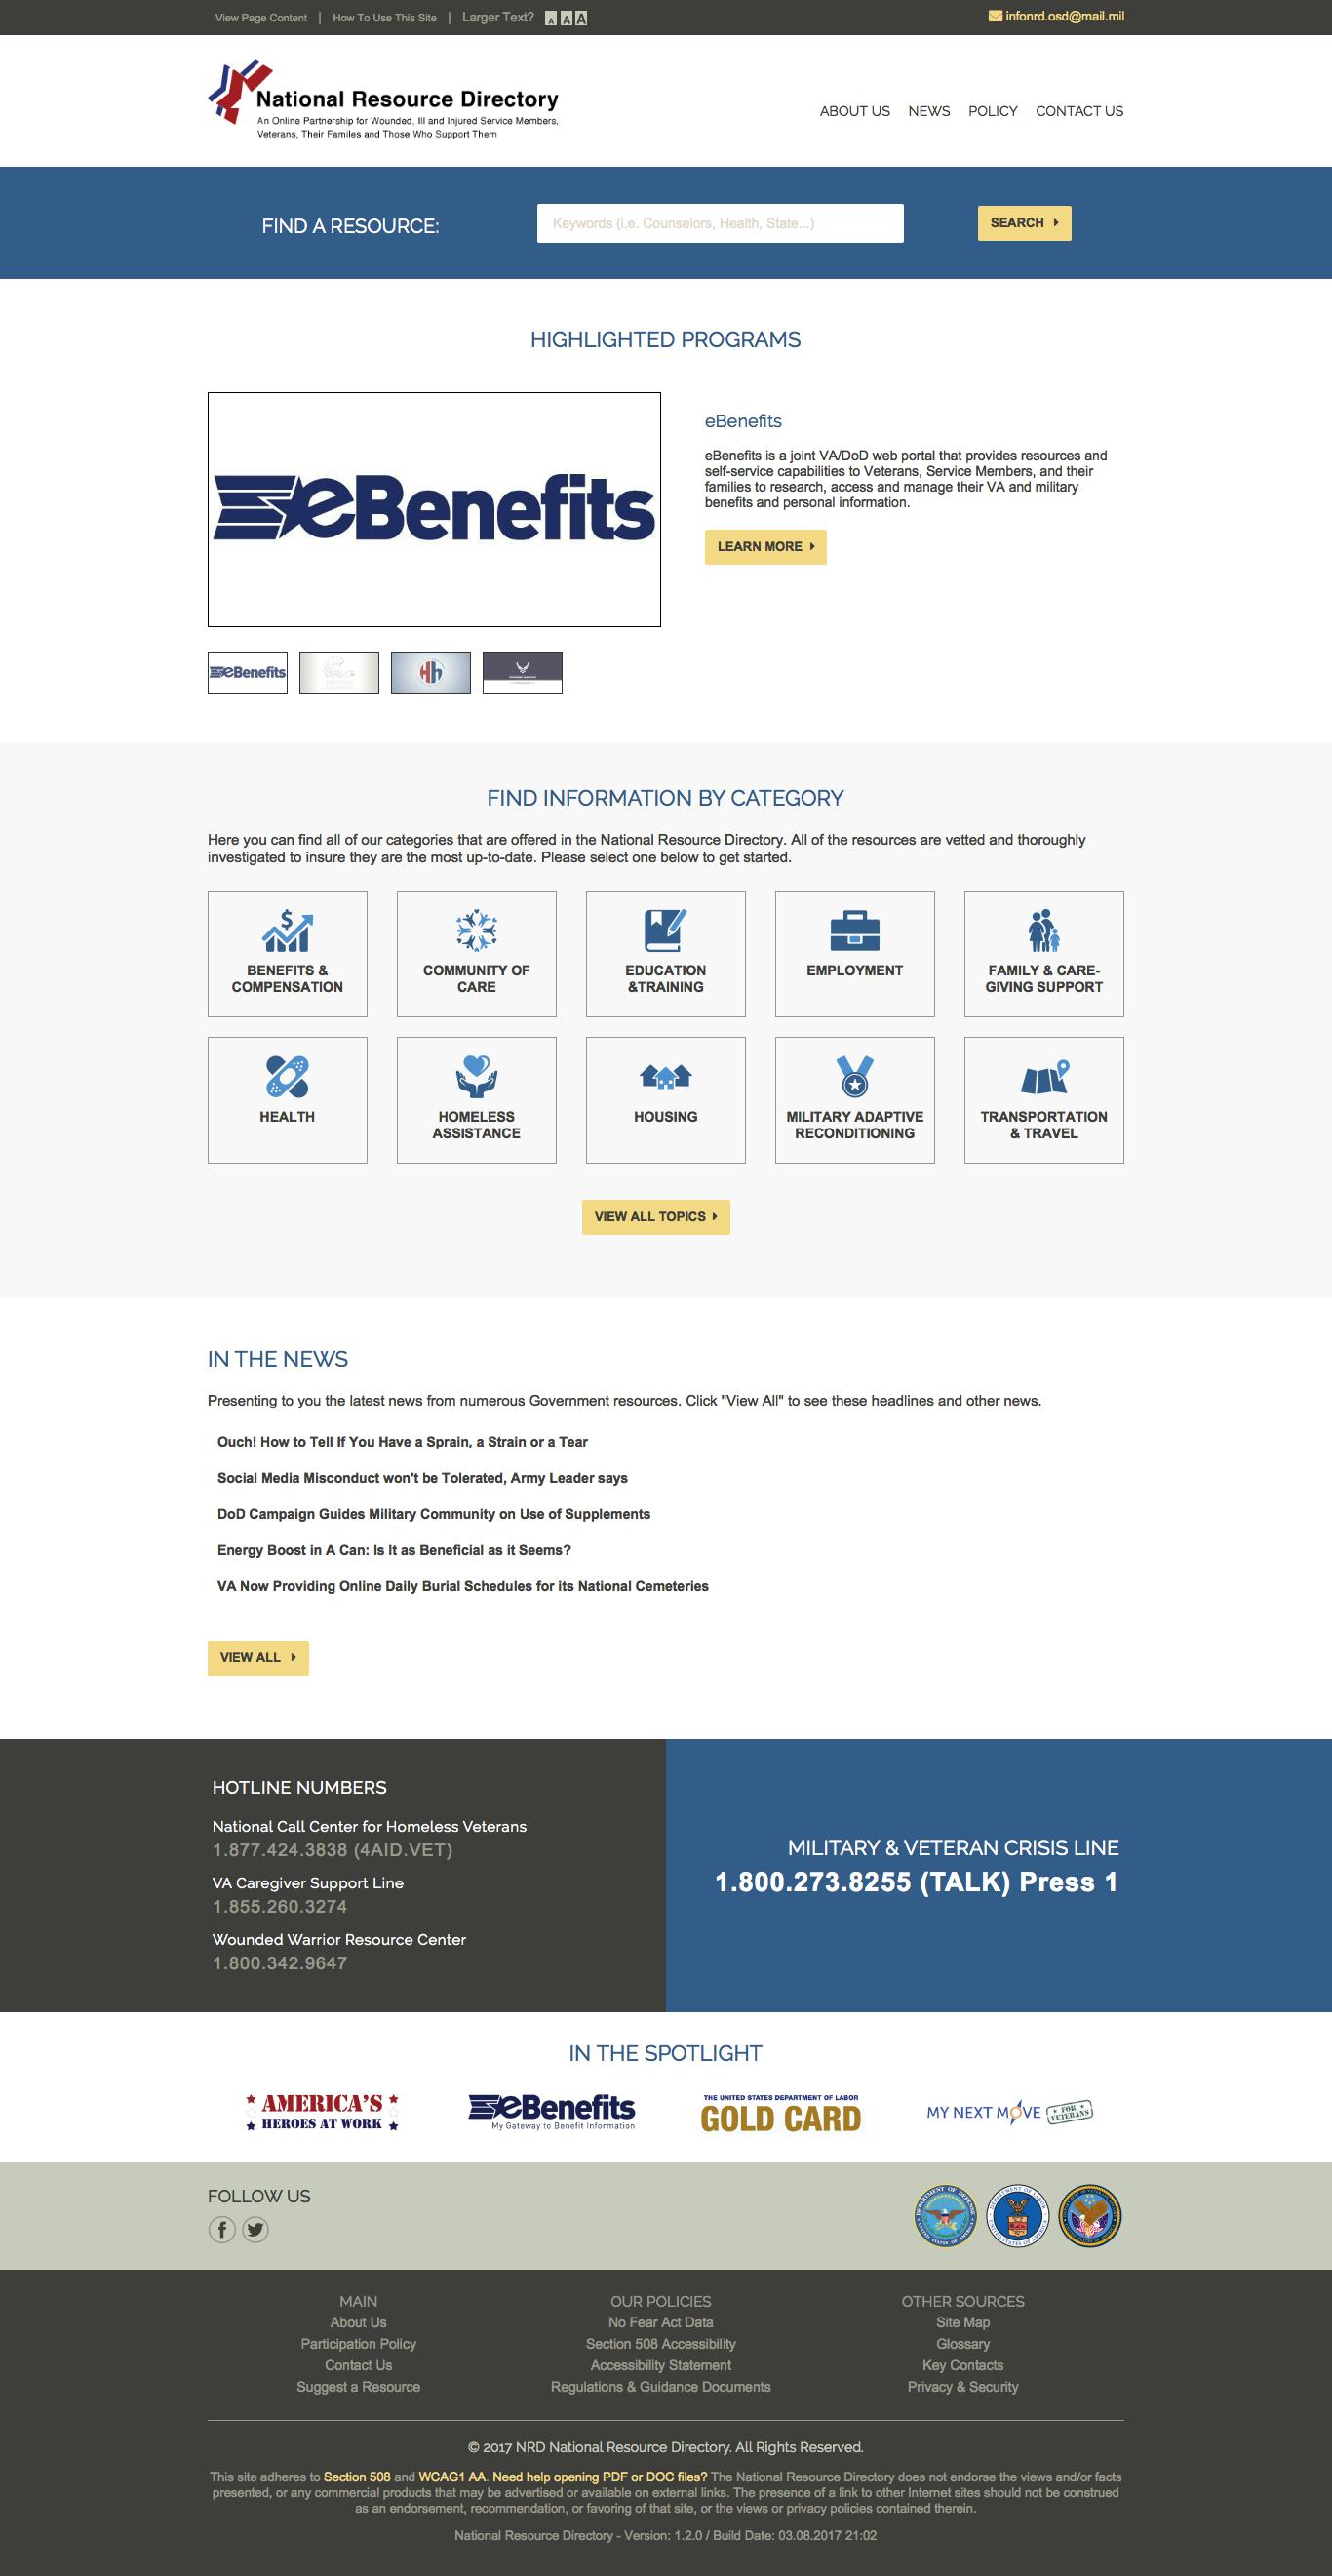 View Page Content | How To Use This Site | Larger Text? A A A
infonrd.osd@mail.mil
National Resource Directory
An Online Partnership for Wounded, Ill and Injured Service Members,
Veterans, Their Familes and Those Who Support Them
ABOUT US NEWS POLICY CONTACT US
FIND A RESOURCE:
Keywords (i.e. Counselors, Health, State...)
SEARCH
HIGHLIGHTED PROGRAMS
eBenefits
eBenefits
eBenefits is a joint VA/DoD web portal that provides resources and
self-service capabilities to Veterans, Service Members, and their
families to research, access and manage their VA and military
benefits and personal information.
LEARN MORE
eBenefits
Hh
FIND INFORMATION BY CATEGORY
Here you can find all of our categories that are offered in the National Resource Directory. All of the resources are vetted and thoroughly
investigated to insure they are the most up-to-date. Please select one below to get started.
BENEFITS &
COMPENSATION
COMMUNITY OF
CARE
EDUCATION
&TRAINING
EMPLOYMENT
FAMILY & CARE-
GIVING SUPPORT
HEALTH
HOMELESS
ASSISTANCE
HOUSING
MILITARY ADAPTIVE
RECONDITIONING
TRANSPORTATION
& TRAVEL
VIEW ALL TOPICS
IN THE NEWS
Presenting to you the latest news from numerous Government resources. Click "View All" to see these headlines and other news.
Ouch! How to Tell If You Have a Sprain, a Strain or a Tear
Social Media Misconduct won't be Tolerated, Army Leader says
DoD Campaign Guides Military Community on Use of Supplements
Energy Boost in A Can: Is It as Beneficial as it Seems?
VA Now Providing Online Daily Burial Schedules for its National Cemeteries
VIEW ALL
HOTLINE NUMBERS
National Call Center for Homeless Veterans
1.877.424.3838 (4AID.VET)
VA Caregiver Support Line
1.855.260.3274
Wounded Warrior Resource Center
1.800.342.9647
MILITARY & VETERAN CRISIS LINE
1.800.273.8255 (TALK) Press 1
IN THE SPOTLIGHT
AMERICA'S
HEROES AT WORK
eBenefits
My Gateway to Benefit Information
THE UNITED STATES DEPARTMENT OF LABOR
GOLD CARD
MY NEXT MOVE
FOR
VETERANS
FOLLOW US
MAIN
About Us
Participation Policy
Contact Us
Suggest a Resource
OUR POLICIES
No Fear Act Data
Section 508 Accessibility
Accessibility Statement
Regulations & Guidance Documents
OTHER SOURCES
Site Map
Glossary
Key Contacts
Privacy & Security
© 2017 NRD National Resource Directory. All Rights Reserved.
This site adheres to Section 508 and WCAG1 AA. Need help opening PDF or DOC files? The National Resource Directory does not endorse the views and/or facts
presented, or any commercial products that may be advertised or available on external links. The presence of a link to other Internet sites should not be construed
as an endorsement, recommendation, or favoring of that site, or the views or privacy policies contained therein.
National Resource Directory - Version: 1.2.0 / Build Date: 03.08.2017 21:02